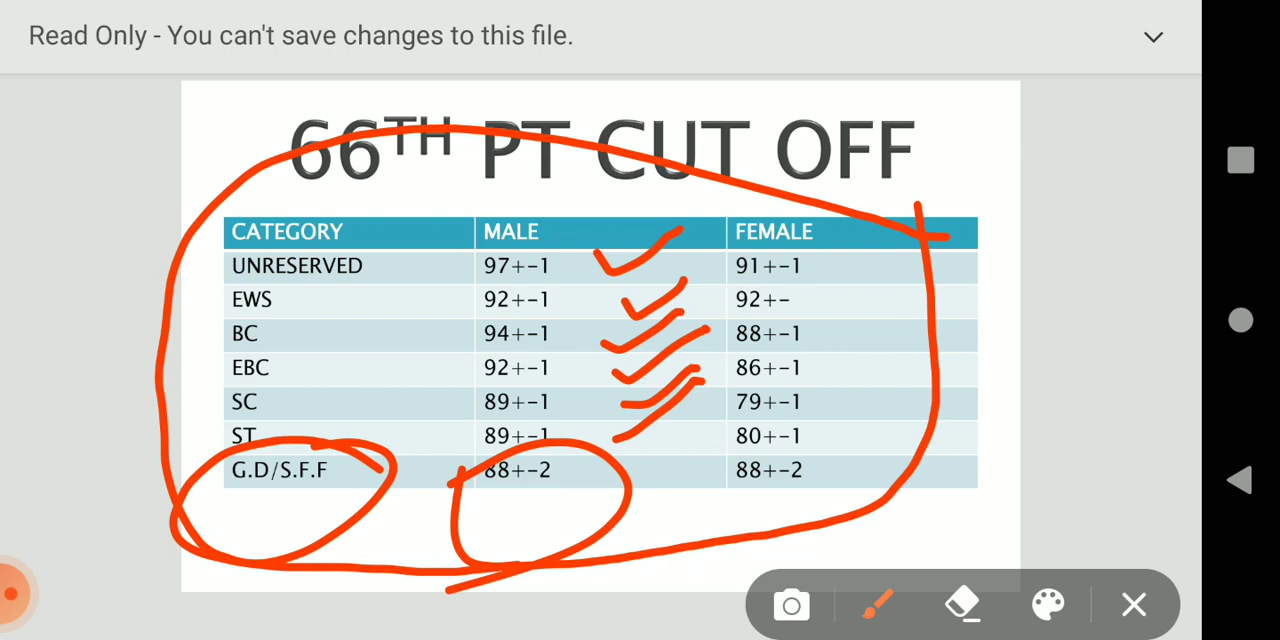 Read Only - You can't save changes to this file.
66TH PT CUT OFF
CATEGORY MALE FEMALE
UNRESERVED 97+-1 91+-1
EWS 92+-1 92+-
BC 94+-1 88+-1
EBC 92+-1 86+-1
SC 89+-1 79+-1
ST 89+-1 80+-1
G.D/S.F.F 88+-2 88+-2